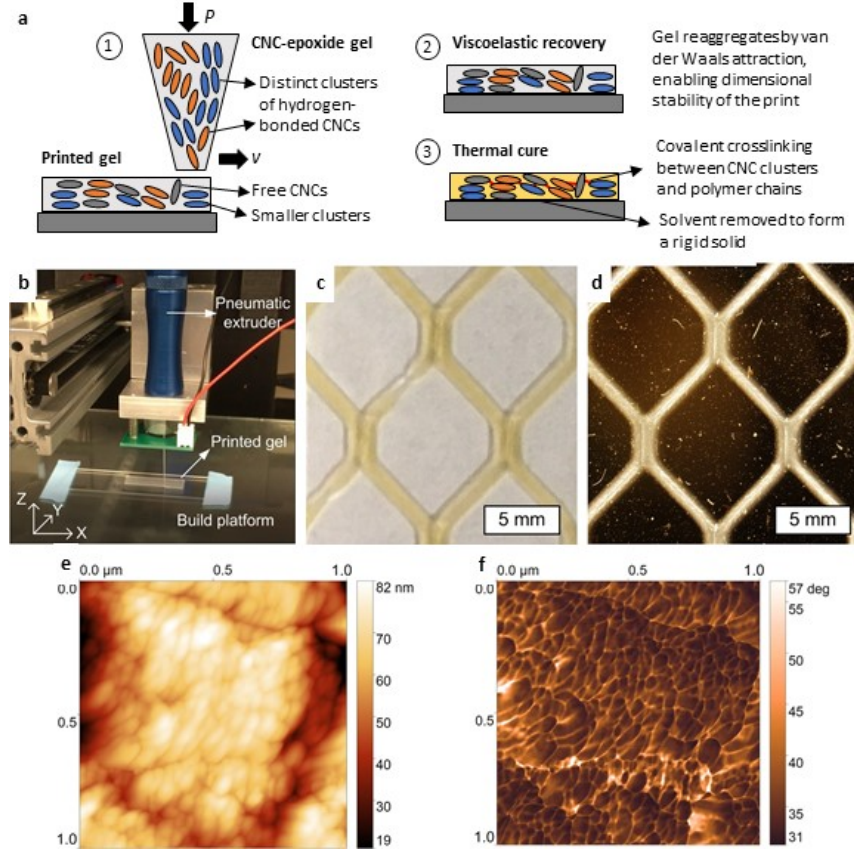 a
P
1
CNC-epoxide gel
Distinct clusters
of hydrogen-
bonded CNCs
Printed gel
v
Free CNCs
Smaller clusters
2
Viscoelastic recovery
Gel reaggregatesby van
der Waals attraction,
enabling dimensional
stability of the print
3
Thermal cure
Covalent crosslinking
between CNC clusters
and polymer chains
Solvent removed to form
a rigid solid
b
Pneumatic
extruder
Printed gel
Build platform
Z
Y
X
c
5 mm
d
5 mm
e
0.0 µm
0.5
1.0
0.0
0.5
1.0
82 nm
70
60
50
40
30
19
f
0.0 µm
0.5
1.0
0.0
0.5
1.0
57 deg
55
50
45
40
35
31